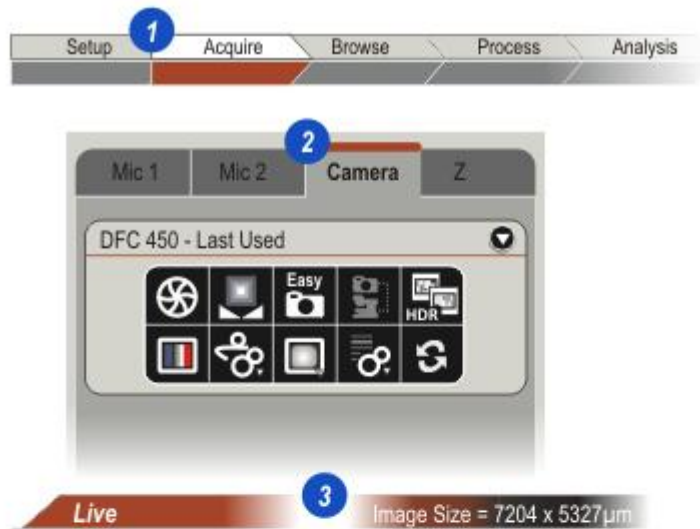 1
Setup Acquire Browse Process Analysis
2
Mic 1 Mic 2 Camera Z
DFC 450 - Last Used
Easy
HDR
3
Live Image Size = 7204 x 5327µm